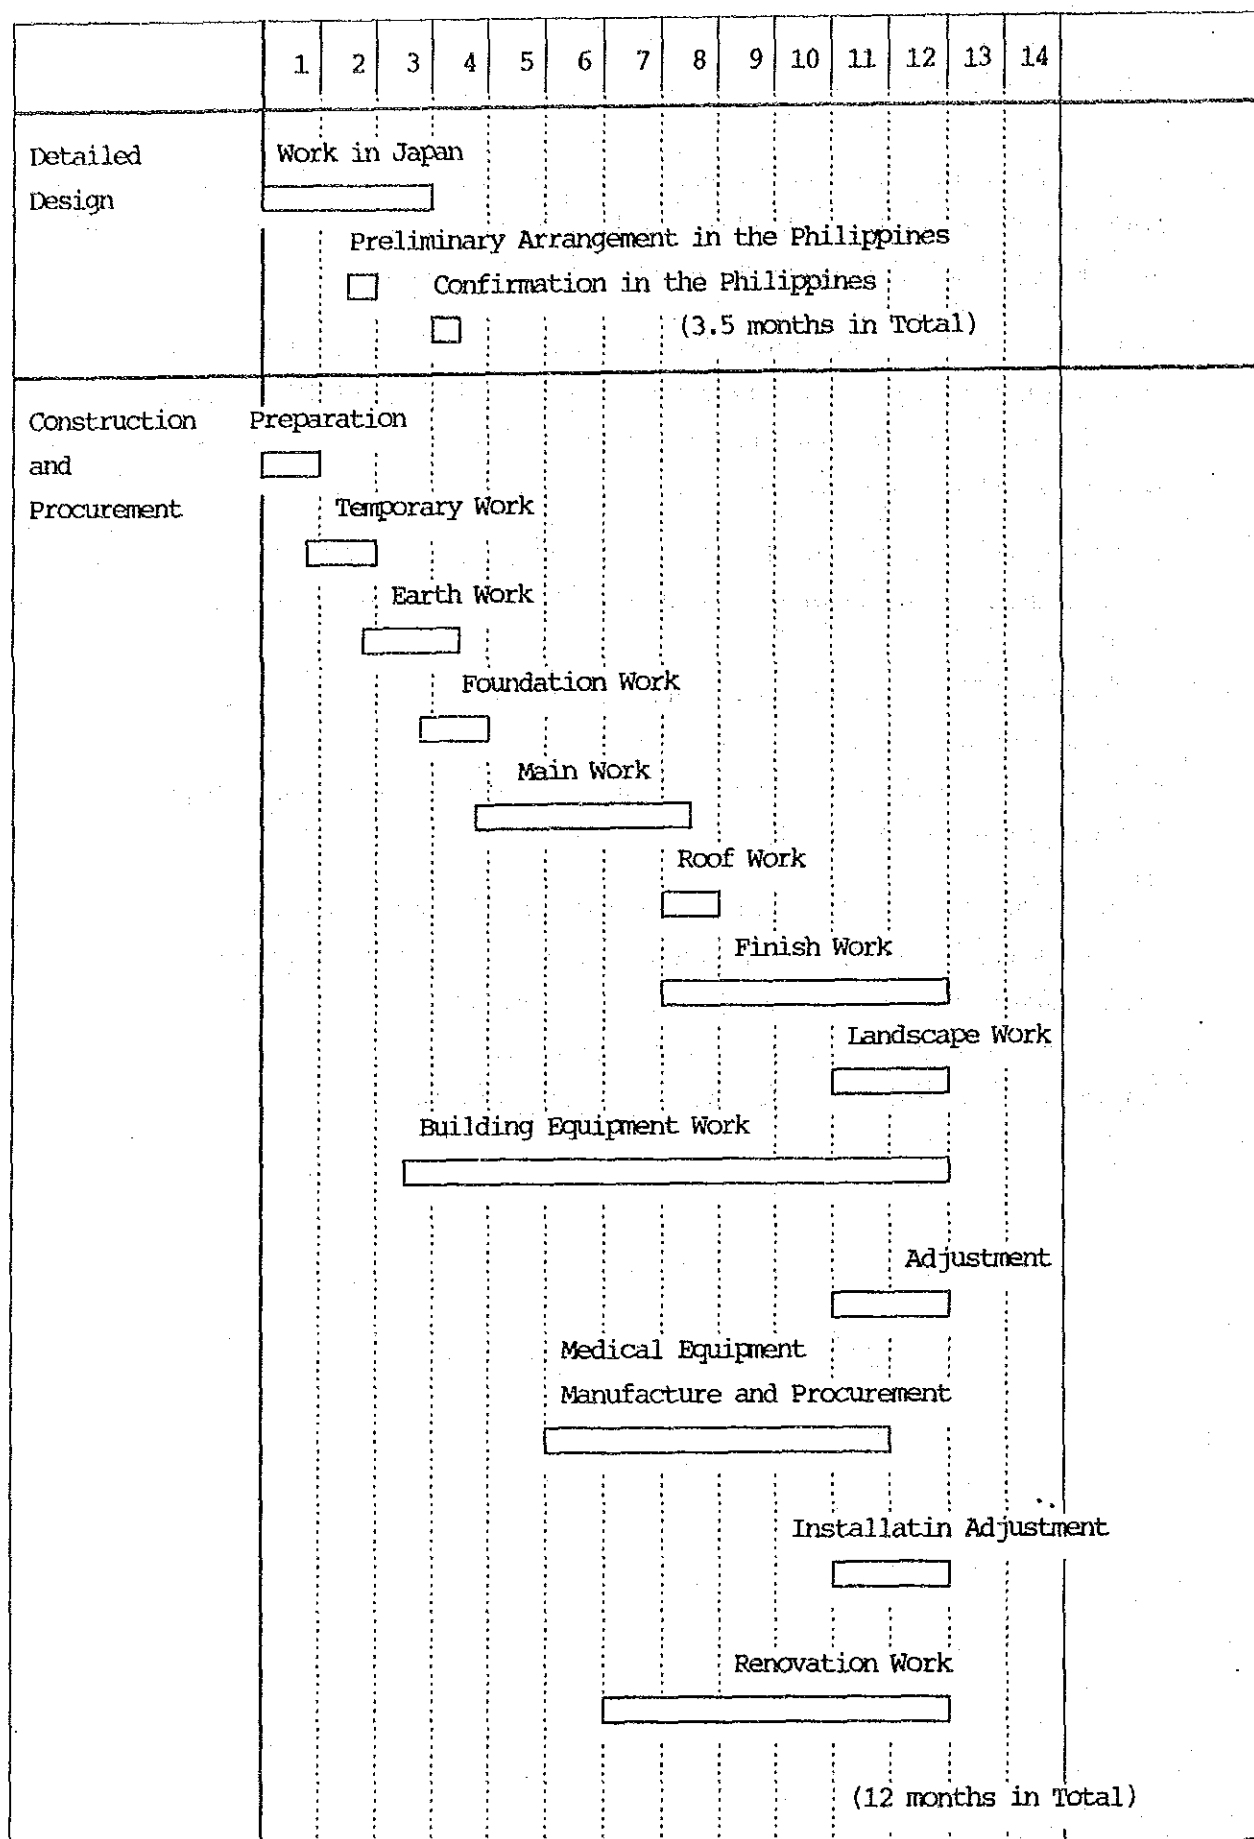 1 2 3 4 5 6 7 8 9 10 11 12 13 14
Detailed
Design
Work in Japan
Preliminary Arrangement in the Philippines
Confirmation in the Philippines
(3.5 months in Total)
Construction
and
Procurement
Preparation
Temporary Work
Earth Work
Foundation Work
Main Work
Roof Work
Finish Work
Landscape Work
Building Equipment Work
Adjustment
Medical Equipment
Manufacture and Procurement
Installatin Adjustment
Renovation Work
(12 months in Total)